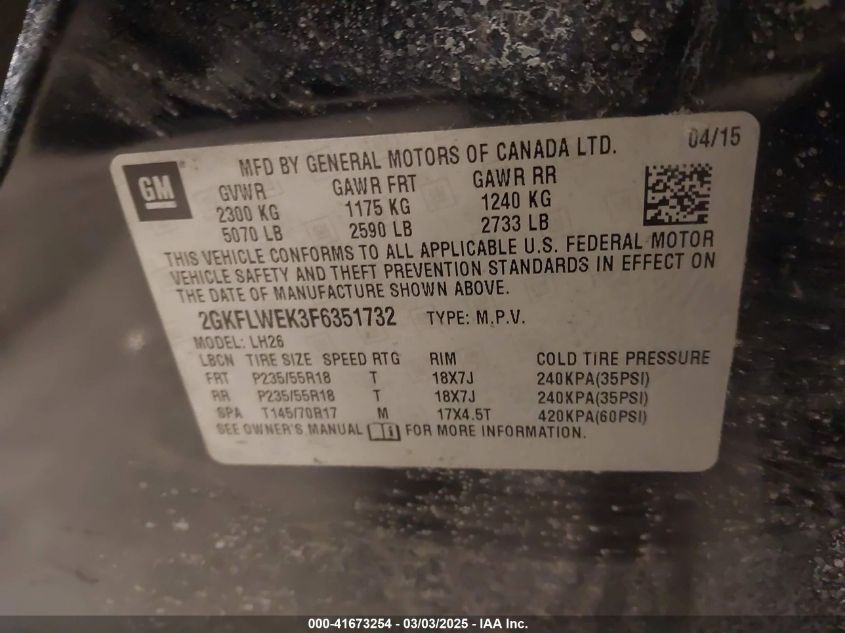 GM
MFD BY GENERAL MOTORS OF CANADA LTD. 04/15
GVWR GAWR FRT GAWR RR
2300 KG 1175 KG 1240 KG
5070 LB 2590 LB 2733 LB
THIS VEHICLE CONFORMS TO ALL APPLICABLE U.S. FEDERAL MOTOR
VEHICLE SAFETY AND THEFT PREVENTION STANDARDS IN EFFECT ON
THE DATE OF MANUFACTURE SHOWN ABOVE.
2GKFLWEK3F6351732 TYPE: M.P.V.
MODEL: LH26
LBCN TIRE SIZE SPEED RTG RIM COLD TIRE PRESSURE
FRT P235/55R18 T 18X7J 240KPA(35PSI)
RR P235/55R18 T 18X7J 240KPA(35PSI)
SPA T145/70R17 M 17X4.5T 420KPA(60PSI)
SEE OWNER'S MANUAL FOR MORE INFORMATION.
000-41673254 - 03/03/2025 - IAA Inc.